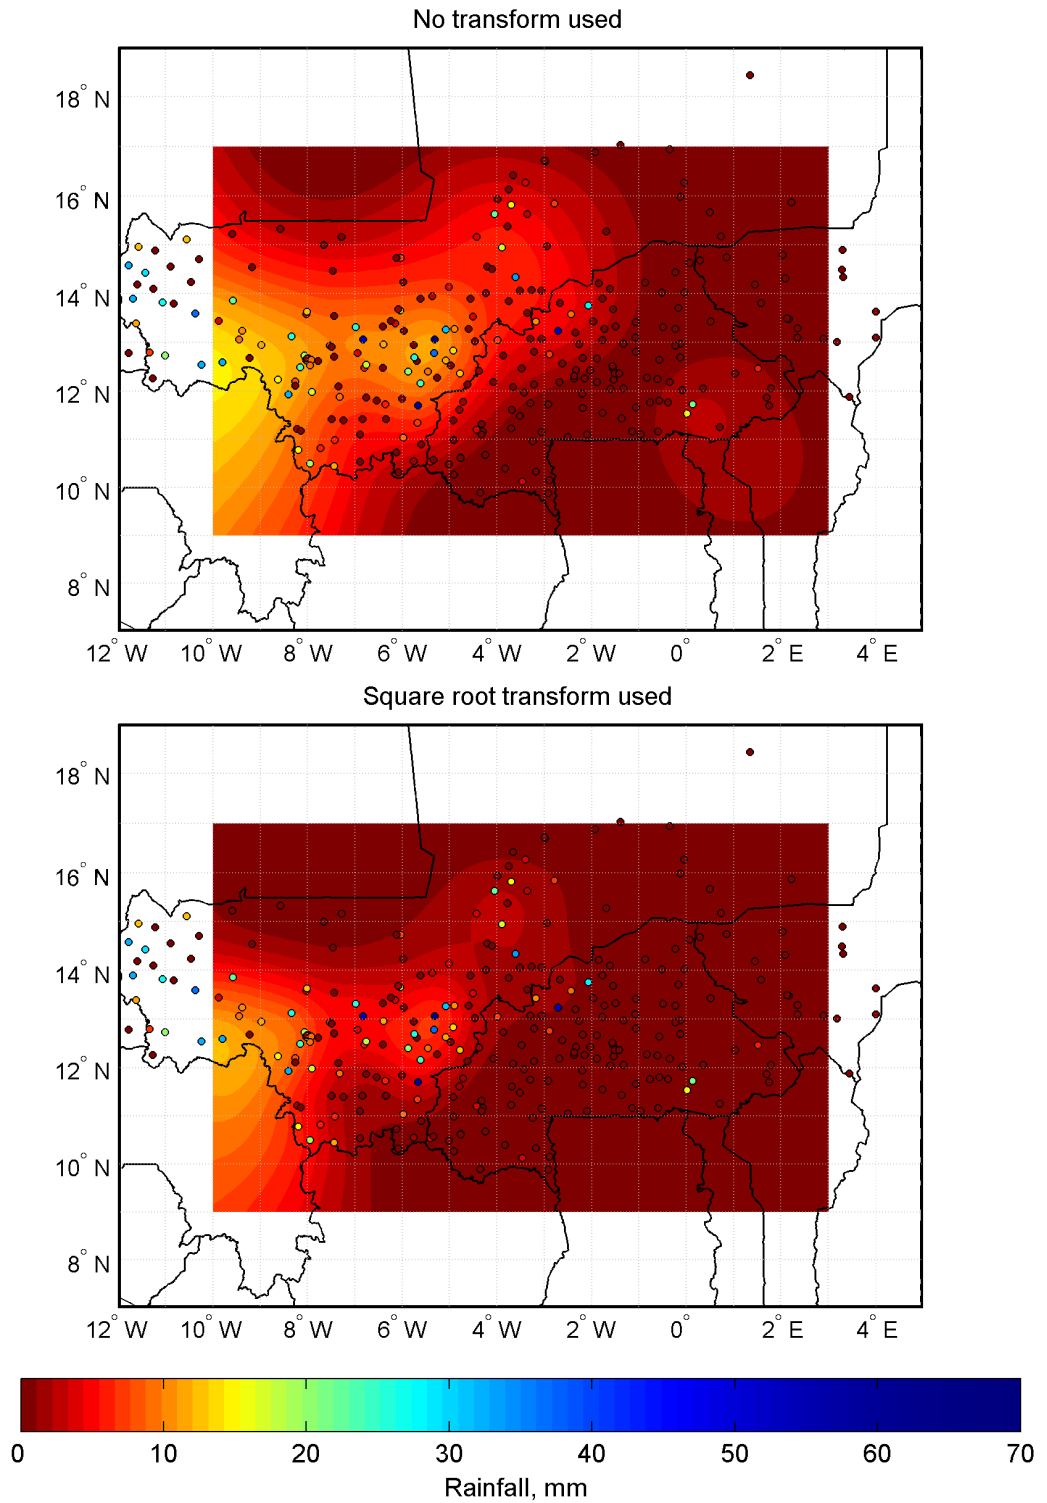 No transform used
18° N
16° N
14° N
12° N
10° N
8° N
12° W 10° W 8° W 6° W 4° W 2° W 0° 2° E 4° E
Square root transform used
18° N
16° N
14° N
12° N
10° N
8° N
12° W 10° W 8° W 6° W 4° W 2° W 0° 2° E 4° E
0 10 20 30 40 50 60 70
Rainfall, mm